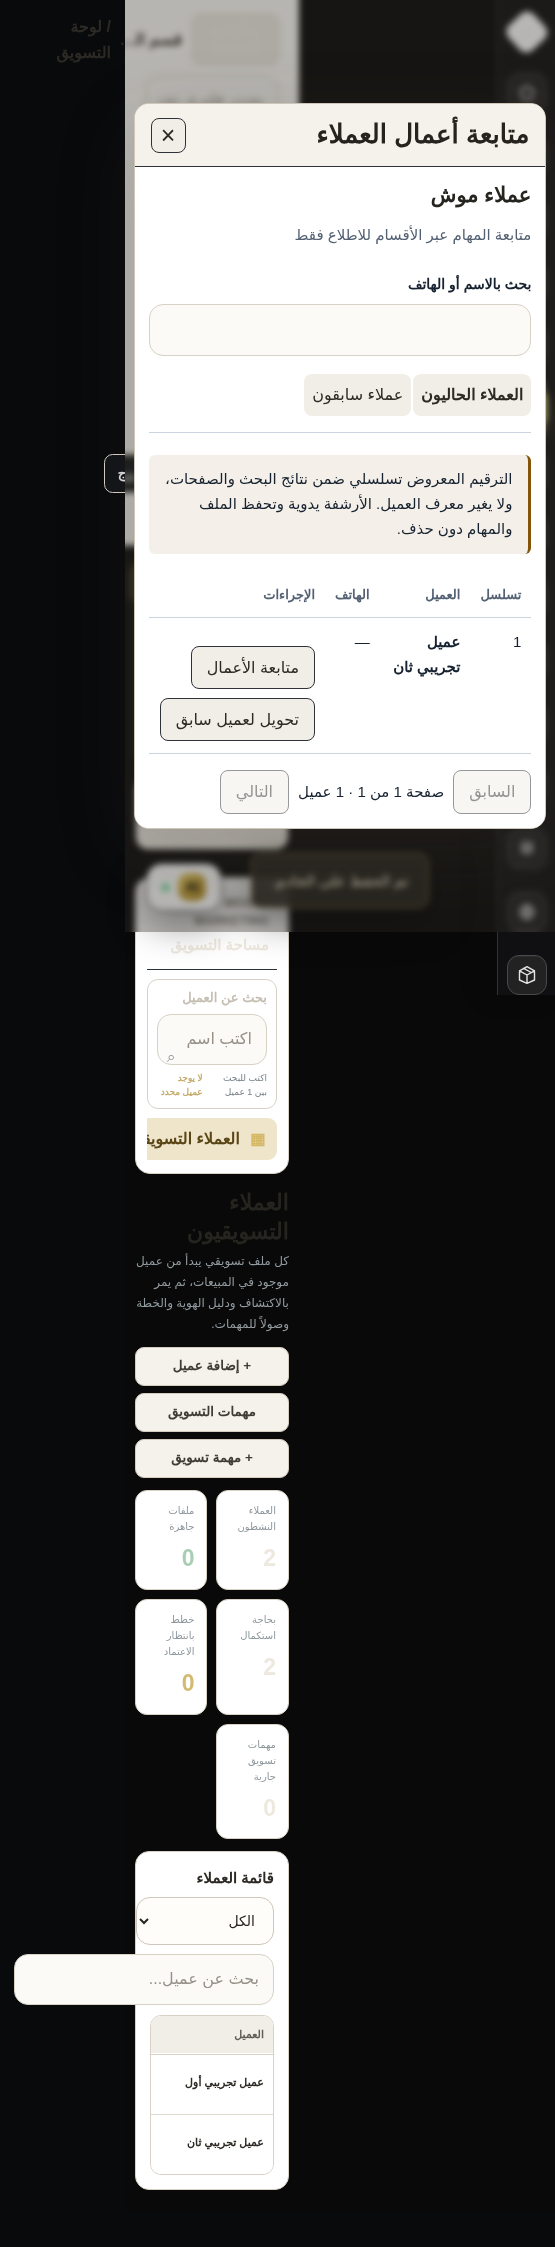 / لوحة
التسويق
قسم الـ...
متابعة أعمال العملاء
عملاء موش
متابعة المهام عبر الأقسام للاطلاع فقط
بحث بالاسم أو الهاتف
العملاء الحاليون
عملاء سابقون
الترقيم المعروض تسلسلي ضمن نتائج البحث والصفحات،
ولا يغير معرف العميل. الأرشفة يدوية وتحفظ الملف
والمهام دون حذف.
تسلسل العميل الهاتف الإجراءات
1 عميل — متابعة الأعمال
تجريبي ثان
تحويل لعميل سابق
السابق صفحة 1 من 1 · 1 عميل التالي
مساحة التسويق
بحث عن العميل
اكتب اسم
اكتب للبحث
بين 1 عميل
لا يوجد
عميل محدد
العملاء
العملاء
التسويقيون
كل ملف تسويقي يبدأ من عميل
موجود في المبيعات، ثم يمر
بالاكتشاف ودليل الهوية والخطة
وصولاً للمهمات.
+ إضافة عميل
مهمات التسويق
+ مهمة تسويق
العملاء
النشطون
2
ملفات
جاهزة
0
بحاجة
استكمال
2
خطط
بانتظار
الاعتماد
0
مهمات
تسويق
جارية
0
قائمة العملاء
الكل
بحث عن عميل...
العميل
عميل تجريبي أول
عميل تجريبي ثان